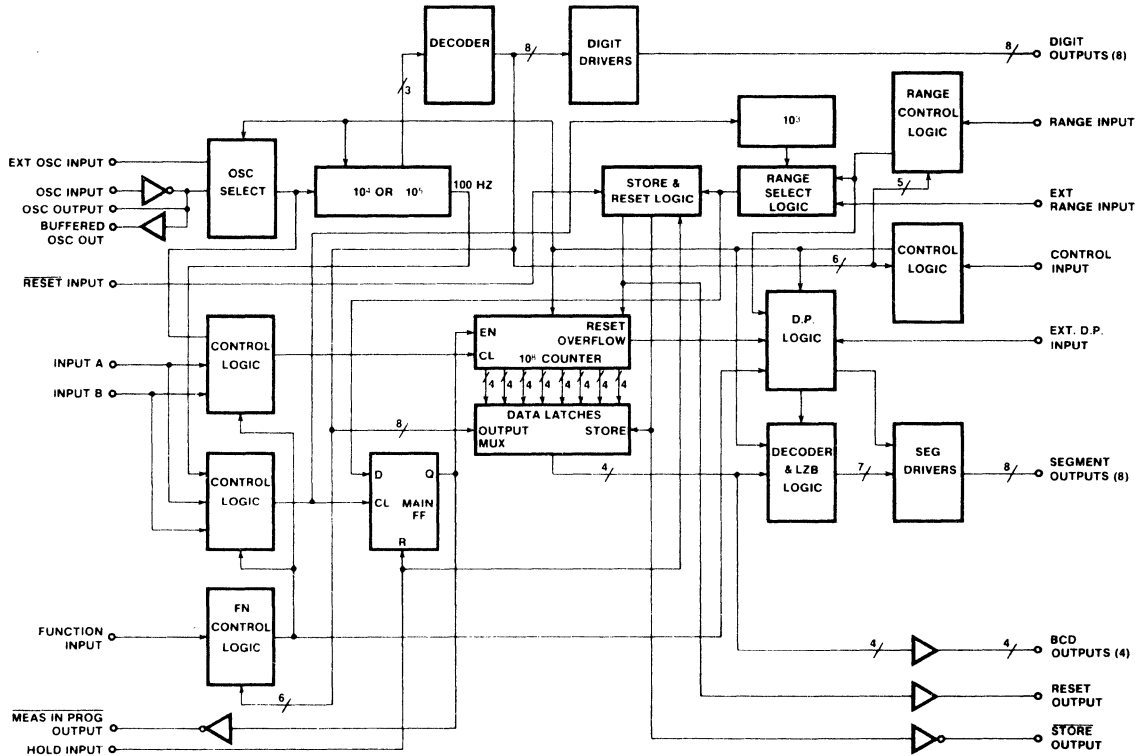 DECODER
8
DIGIT
DRIVERS
8
DIGIT
OUTPUTS (8)
3
RANGE
CONTROL
LOGIC
RANGE INPUT
10³
EXT OSC INPUT
OSC
SELECT
OSC INPUT
OSC OUTPUT
BUFFERED
OSC OUT
10⁴ OR 10⁵
100 HZ
STORE &
RESET LOGIC
RANGE
SELECT
LOGIC
5
EXT
RANGE INPUT
RESET INPUT
6
CONTROL
LOGIC
CONTROL
INPUT
INPUT A
INPUT B
CONTROL
LOGIC
EN
RESET
OVERFLOW
CL
10⁸ COUNTER
D.P.
LOGIC
EXT. D.P.
INPUT
4 4 4 4 4 4 4 4
DATA LATCHES
OUTPUT
MUX
STORE
8
4
CONTROL
LOGIC
D
Q
CL
MAIN
FF
R
DECODER
& LZB
LOGIC
7
SEG
DRIVERS
8
SEGMENT
OUTPUTS (8)
FUNCTION
INPUT
FN
CONTROL
LOGIC
6
4
4
BCD
OUTPUTS (4)
RESET
OUTPUT
MEAS IN PROG
OUTPUT
HOLD INPUT
STORE
OUTPUT